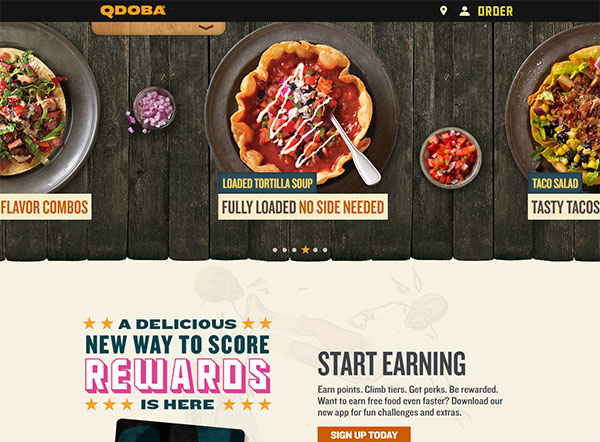 QDOBA
ORDER
LOADED TORTILLA SOUP
TACO SALAD
FLAVOR COMBOS
FULLY LOADED NO SIDE NEEDED
TASTY TACOS
A DELICIOUS
NEW WAY TO SCORE
REWARDS
IS HERE
START EARNING
Earn points. Climb tiers. Get perks. Be rewarded.
Want to earn free food even faster? Download our
new app for fun challenges and extras.
SIGN UP TODAY